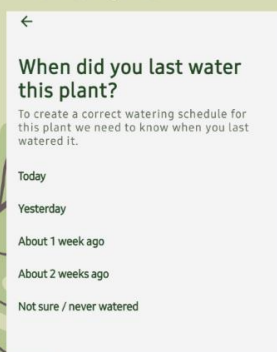 When did you last water
this plant?
To create a correct watering schedule for
this plant we need to know when you last
watered it.
Today
Yesterday
About 1 week ago
About 2 weeks ago
Not sure / never watered